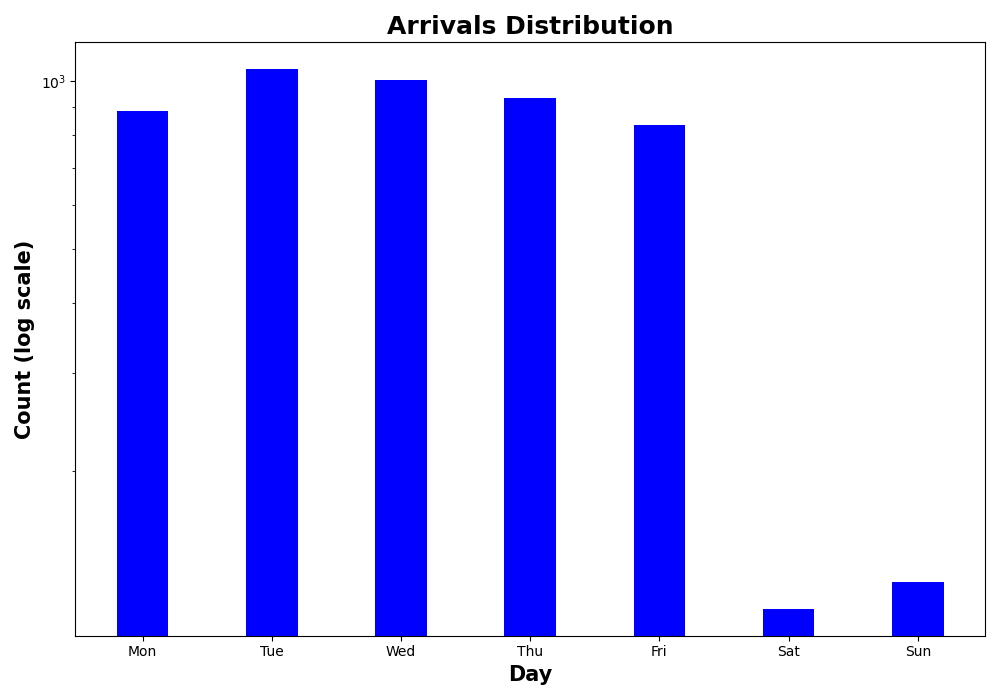 Arrivals Distribution
10³
Count (log scale)
Mon Tue Wed Thu Fri Sat Sun
Day